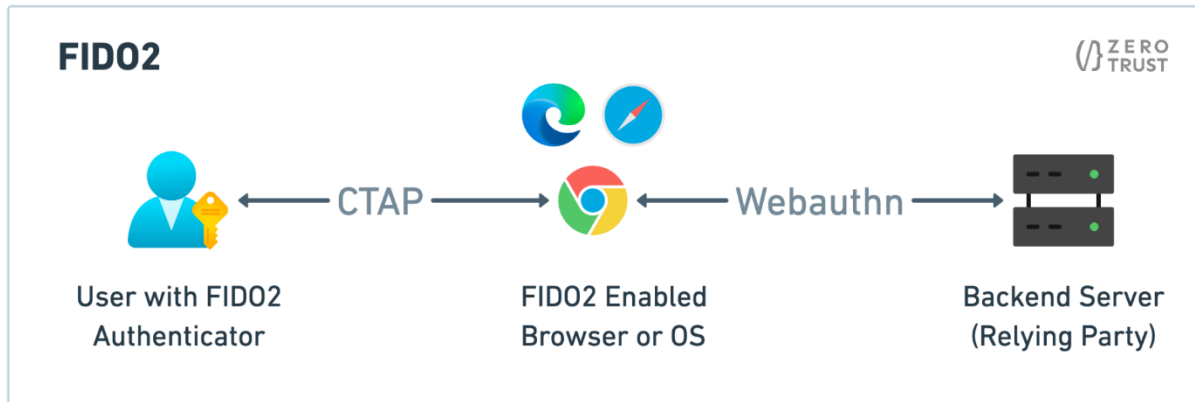 FIDO2
(/} ZERO
TRUST
CTAP
Webauthn
User with FIDO2
Authenticator
FIDO2 Enabled
Browser or OS
Backend Server
(Relying Party)